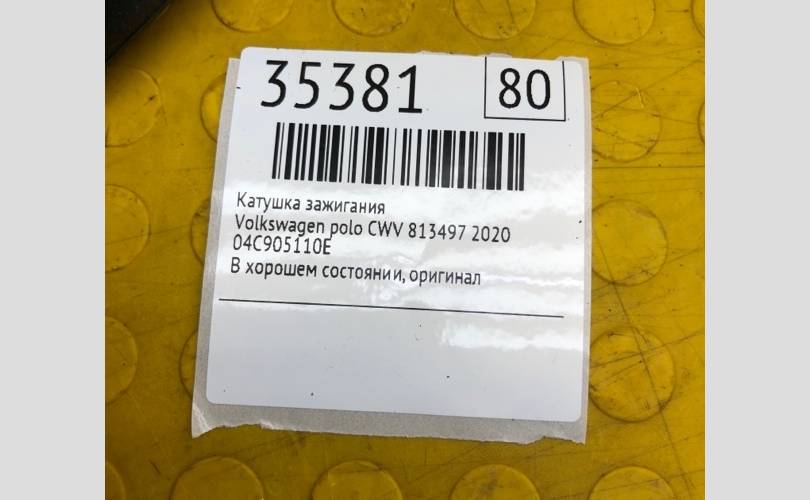 35381 80
Катушка зажигания
Volkswagen polo CWV 813497 2020
04C905110E
В хорошем состоянии, оригинал